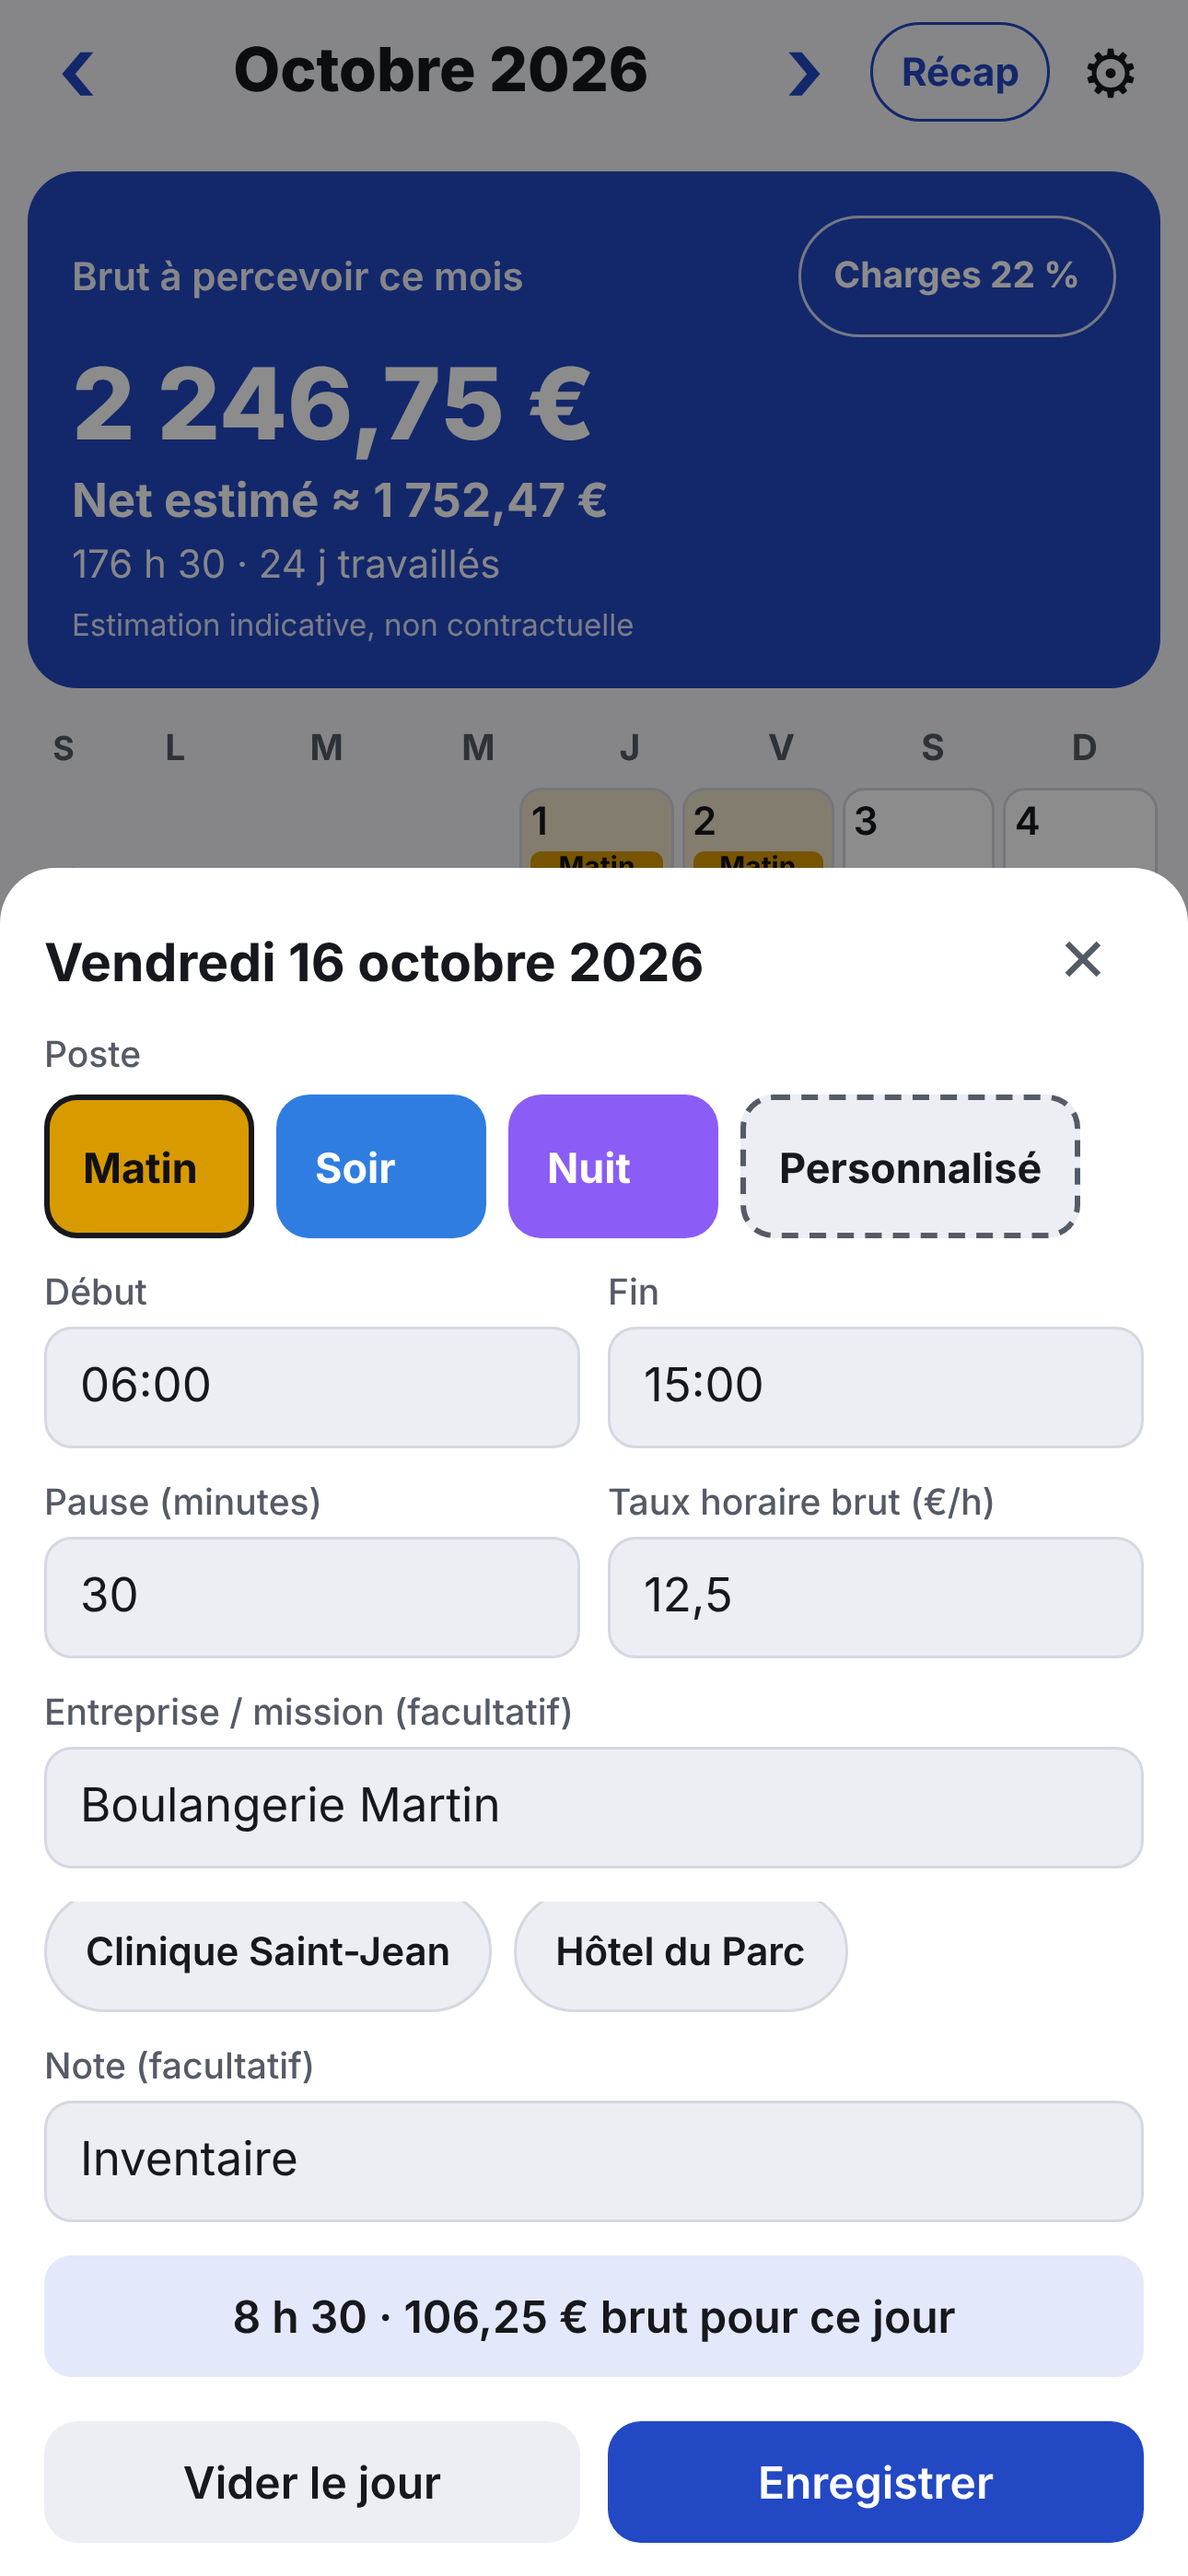 Octobre 2026
Récap
Brut à percevoir ce mois
Charges 22 %
2 246,75 €
Net estimé ≈ 1 752,47 €
176 h 30 · 24 j travaillés
Estimation indicative, non contractuelle
S L M M J V S D
1 2 3 4
Matin Matin
Vendredi 16 octobre 2026
Poste
Matin Soir Nuit Personnalisé
Début Fin
06:00 15:00
Pause (minutes) Taux horaire brut (€/h)
30 12,5
Entreprise / mission (facultatif)
Boulangerie Martin
Clinique Saint-Jean Hôtel du Parc
Note (facultatif)
Inventaire
8 h 30 · 106,25 € brut pour ce jour
Vider le jour Enregistrer